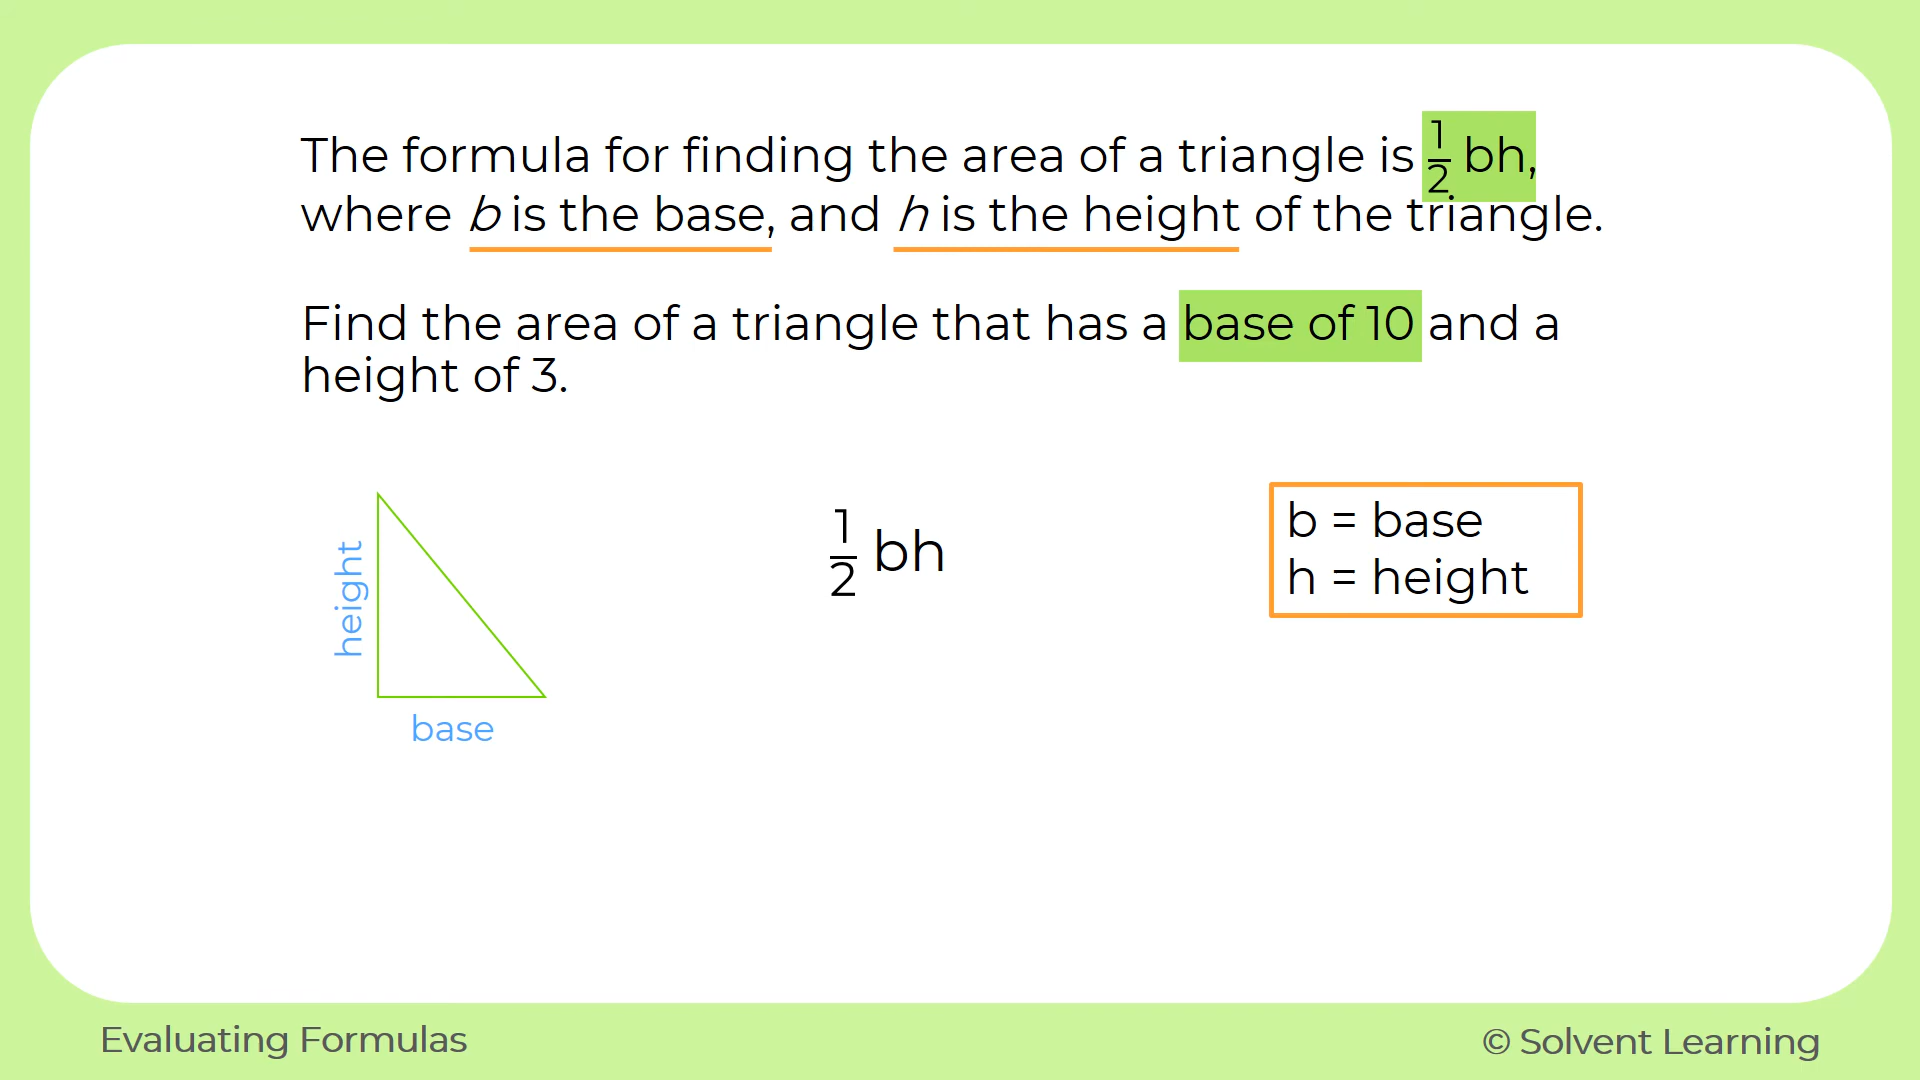 The formula for finding the area of a triangle is 1/2 bh,
where b is the base, and h is the height of the triangle.
Find the area of a triangle that has a base of 10 and a
height of 3.
height
base
1/2 bh
b = base
h = height
Evaluating Formulas
© Solvent Learning